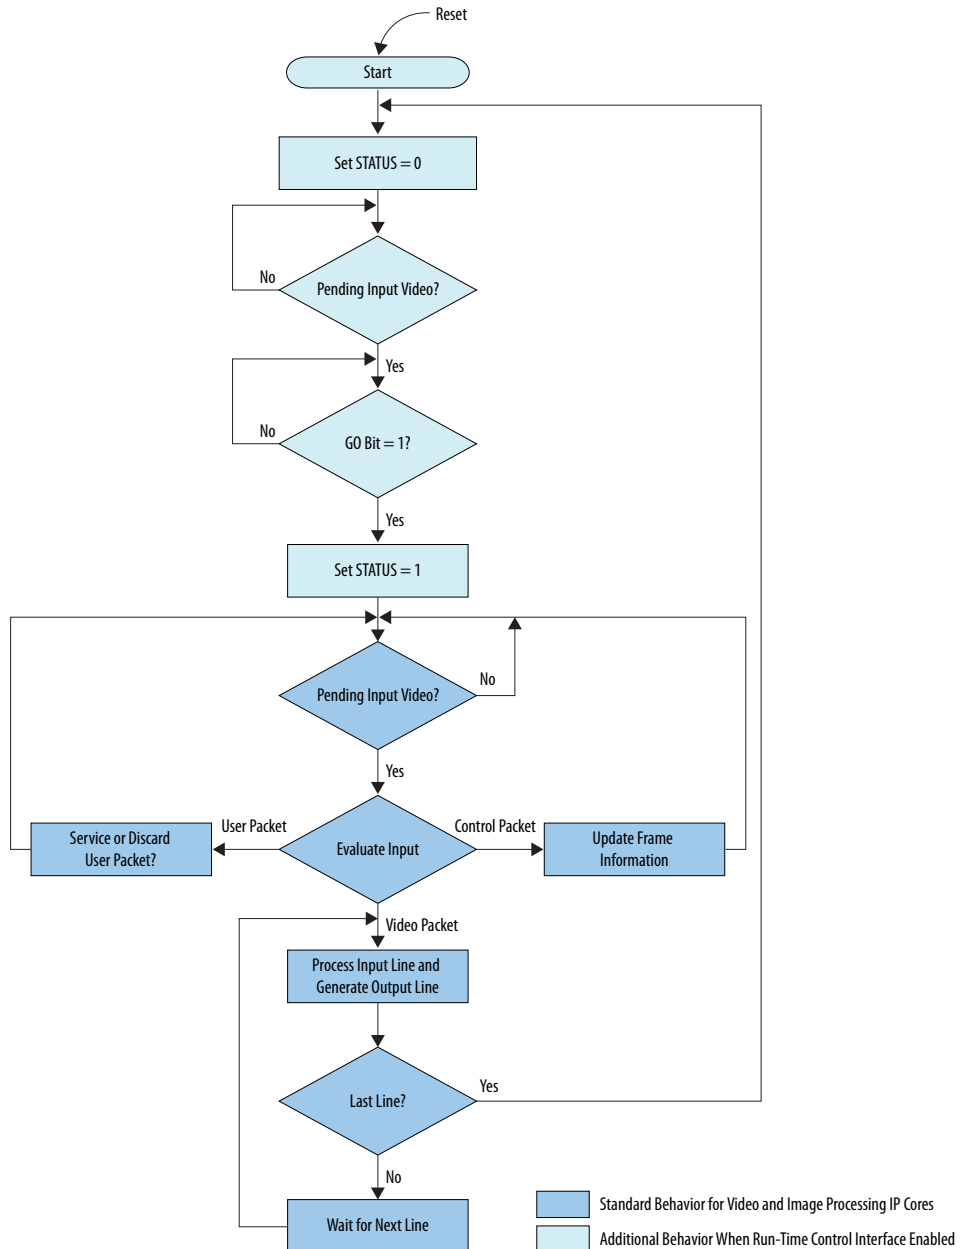 Reset
Start
Set STATUS = 0
No
Pending Input Video?
Yes
No
GO Bit = 1?
Yes
Set STATUS = 1
Pending Input Video?
No
Yes
User Packet
Control Packet
Service or Discard
User Packet?
Evaluate Input
Update Frame
Information
Video Packet
Process Input Line and
Generate Output Line
Last Line?
Yes
No
Wait for Next Line
Standard Behavior for Video and Image Processing IP Cores
Additional Behavior When Run-Time Control Interface Enabled